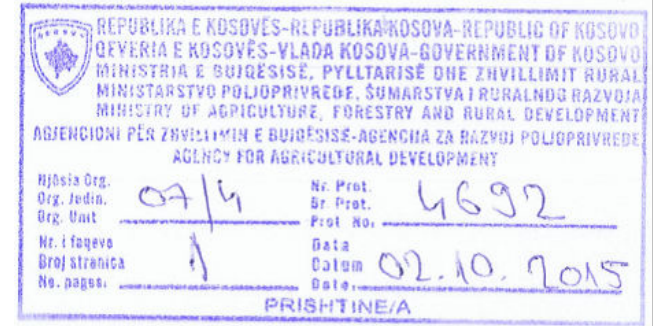 REPUBLIKA E KOSOVËS-REPUBLIKA KOSOVA-REPUBLIC OF KOSOVO
QEVERIA E KOSOVËS-VLADA KOSOVA-GOVERNMENT OF KOSOVO
MINISTRIA E BUJQËSISË, PYLLTARISË DHE ZHVILLIMIT RURAL
MINISTARSTVO POLJOPRIVREDE, ŠUMARSTVA I RURALNOG RAZVOJA
MINISTRY OF AGRICULTURE, FORESTRY AND RURAL DEVELOPMENT
AGJENCIONI PËR ZHVILLIMIN E BUJQËSISË-AGENCIJA ZA RAZVOJ POLJOPRIVREDE
AGENCY FOR AGRICULTURAL DEVELOPMENT
Njësia Org.
Org. Jedin.
Org. Unit
07/4
Nr. Prot.
Br. Prot.
Prot. No.
4692
Nr. i faqeve
Broj stranica
No. pages.
1
Data
Datum
Date.
02.10.2015
PRISHTINE/A